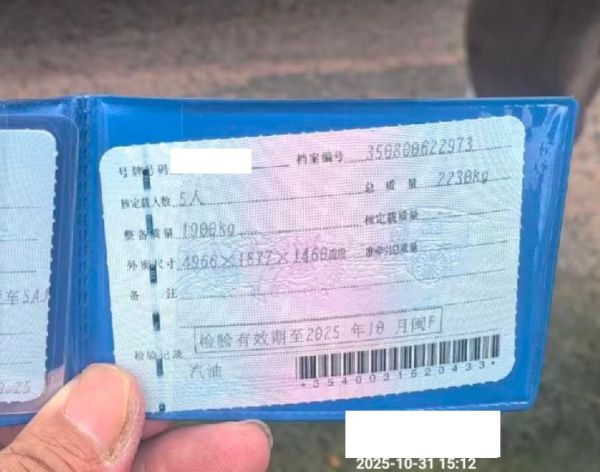 号牌号码 档案编号 350800622973
核定载人数 5人 总质量 2230kg
整备质量 1900kg 核定载质量
外廓尺寸 4966×1877×1460mm 准牵引总质量
备注
检验有效期至2025年10月闽F
检验记录
汽油
*3540031620433*
2025-10-31 15:12